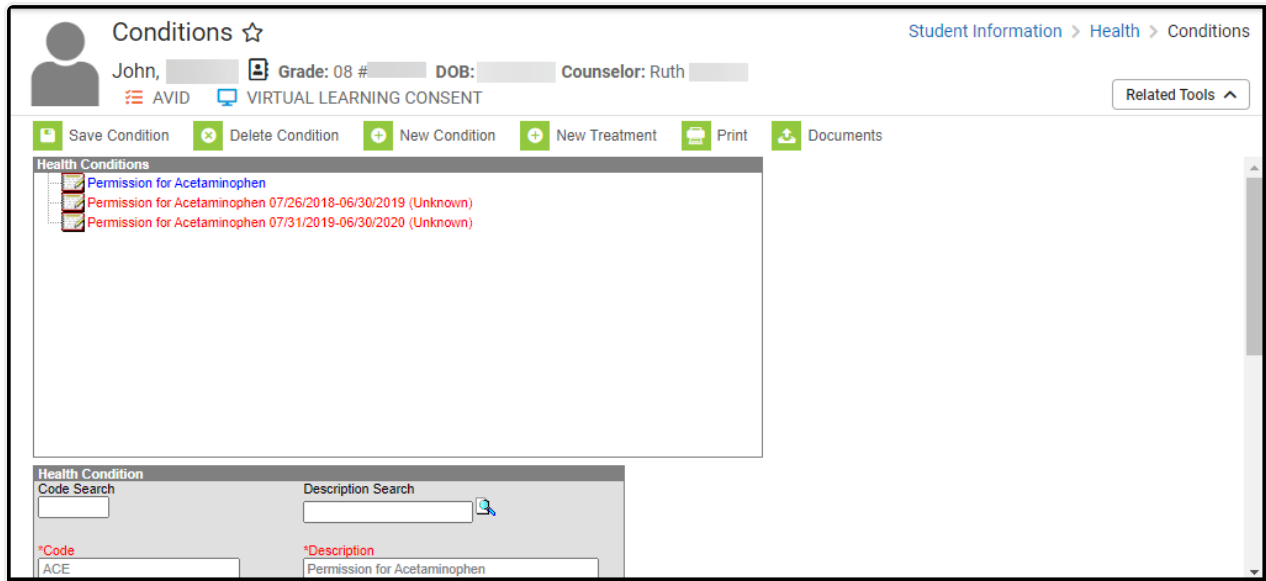 Conditions
Student Information > Health > Conditions
John, Grade: 08 # DOB: Counselor: Ruth
AVID VIRTUAL LEARNING CONSENT
Related Tools
Save Condition Delete Condition New Condition New Treatment Print Documents
Health Conditions
Permission for Acetaminophen
Permission for Acetaminophen 07/26/2018-06/30/2019 (Unknown)
Permission for Acetaminophen 07/31/2019-06/30/2020 (Unknown)
Health Condition
Code Search Description Search
*Code *Description
ACE Permission for Acetaminophen